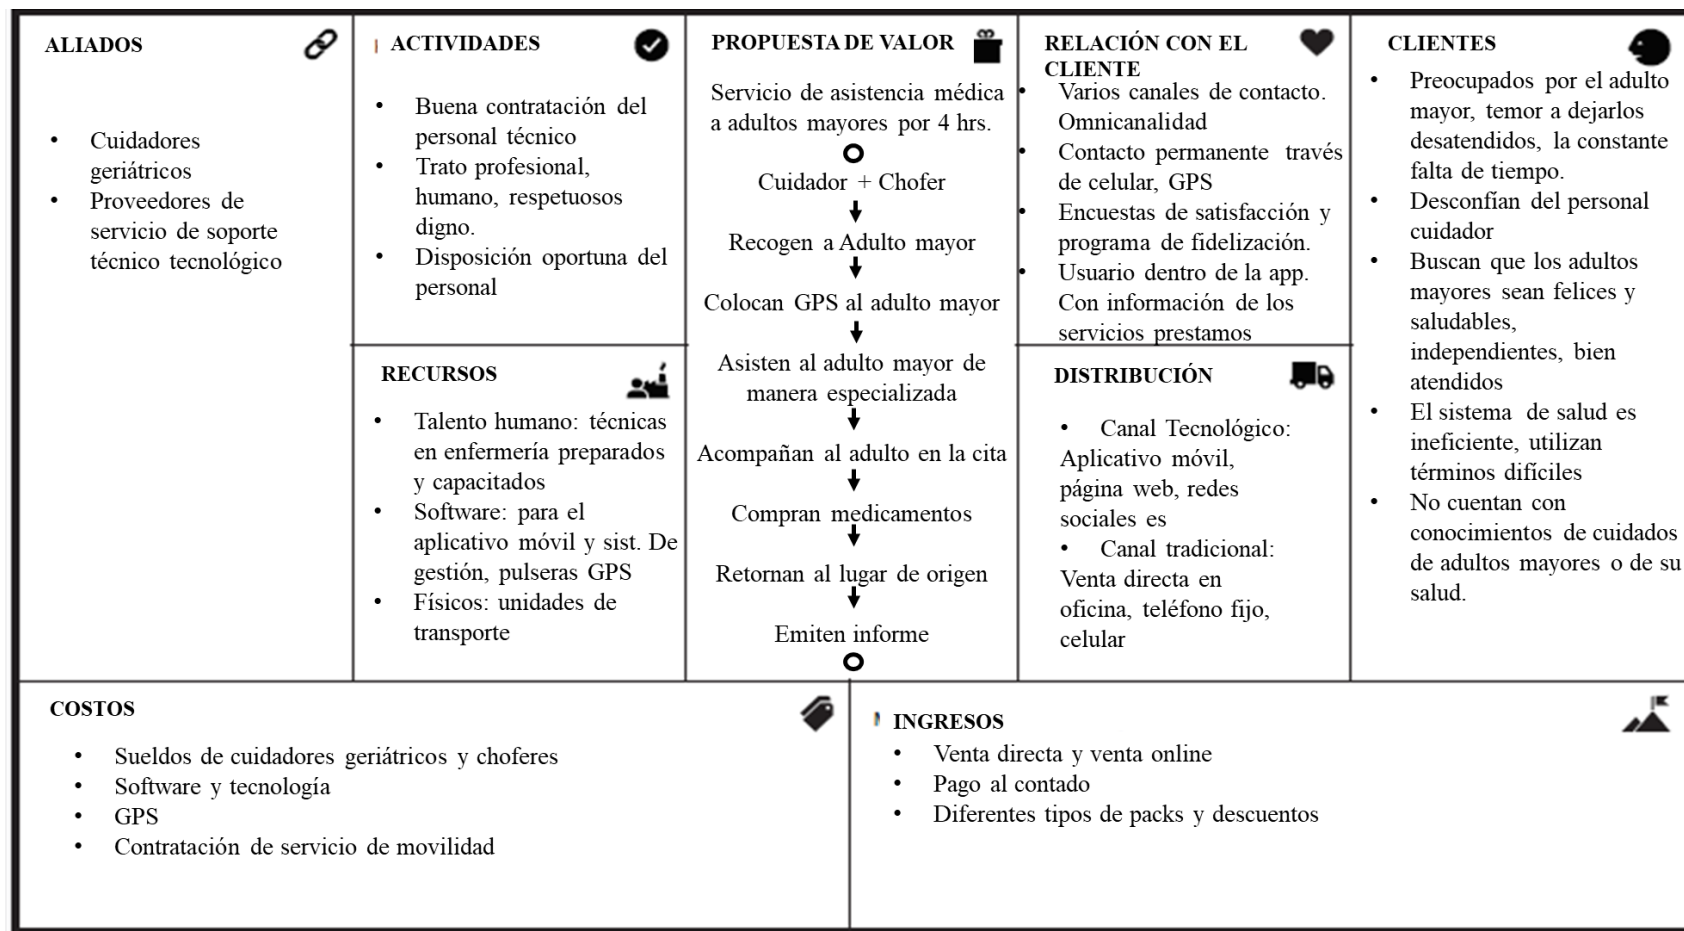 ALIADOS
• Cuidadores
geriátricos
• Proveedores de
servicio de soporte
técnico tecnológico
ACTIVIDADES
• Buena contratación del
personal técnico
• Trato profesional,
humano, respetuosos
digno.
• Disposición oportuna del
personal
RECURSOS
• Talento humano: técnicas
en enfermería preparados
y capacitados
• Software: para el
aplicativo móvil y sist. De
gestión, pulseras GPS
• Físicos: unidades de
transporte
PROPUESTA DE VALOR
Servicio de asistencia médica
a adultos mayores por 4 hrs.
Cuidador + Chofer
Recogen a Adulto mayor
Colocan GPS al adulto mayor
Asisten al adulto mayor de
manera especializada
Acompañan al adulto en la cita
Compran medicamentos
Retornan al lugar de origen
Emiten informe
RELACIÓN CON EL
CLIENTE
• Varios canales de contacto.
Omnicanalidad
• Contacto permanente través
de celular, GPS
• Encuestas de satisfacción y
programa de fidelización.
• Usuario dentro de la app.
Con información de los
servicios prestamos
DISTRIBUCIÓN
• Canal Tecnológico:
Aplicativo móvil,
página web, redes
sociales es
• Canal tradicional:
Venta directa en
oficina, teléfono fijo,
celular
CLIENTES
• Preocupados por el adulto
mayor, temor a dejarlos
desatendidos, la constante
falta de tiempo.
• Desconfían del personal
cuidador
• Buscan que los adultos
mayores sean felices y
saludables,
independientes, bien
atendidos
• El sistema de salud es
ineficiente, utilizan
términos difíciles
• No cuentan con
conocimientos de cuidados
de adultos mayores o de su
salud.
COSTOS
• Sueldos de cuidadores geriátricos y choferes
• Software y tecnología
• GPS
• Contratación de servicio de movilidad
INGRESOS
• Venta directa y venta online
• Pago al contado
• Diferentes tipos de packs y descuentos